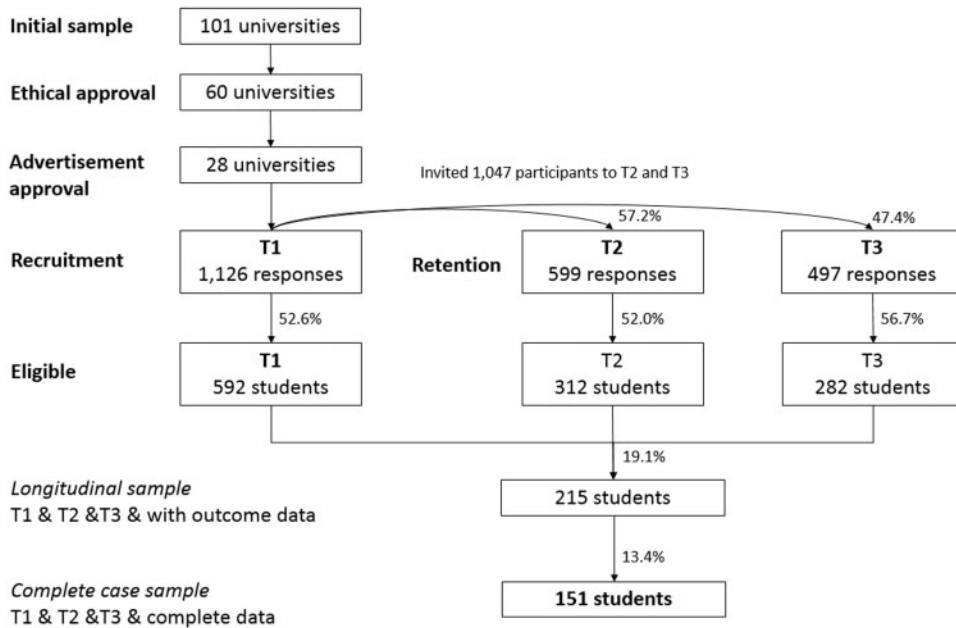 Initial sample
101 universities
Ethical approval
60 universities
Advertisement
approval
28 universities
Invited 1,047 participants to T2 and T3
57.2%
47.4%
Recruitment
T1
1,126 responses
Retention
T2
599 responses
T3
497 responses
52.6%
52.0%
56.7%
Eligible
T1
592 students
T2
312 students
T3
282 students
19.1%
Longitudinal sample
T1 & T2 &T3 & with outcome data
215 students
13.4%
Complete case sample
T1 & T2 &T3 & complete data
151 students